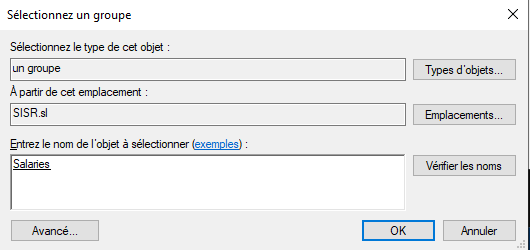 Sélectionnez un groupe
Sélectionnez le type de cet objet :
un groupe
Types d'objets...
À partir de cet emplacement :
SISR.sl
Emplacements...
Entrez le nom de l'objet à sélectionner (exemples) :
Salaries
Vérifier les noms
Avancé...
OK
Annuler